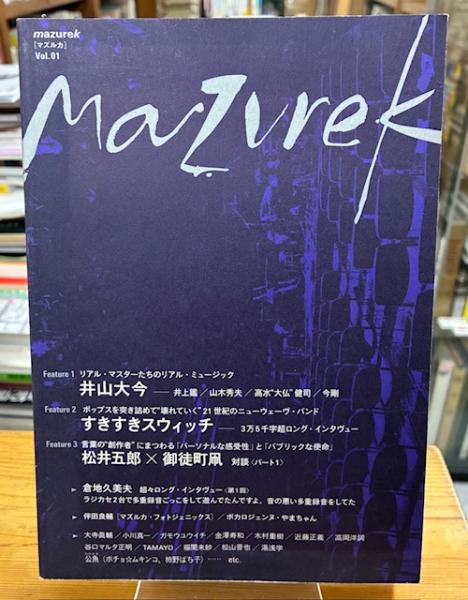 mazurek
[マズルカ]
Vol.01
Mazurek
Feature 1 リアル・マスターたちのリアル・ミュージック
井山大今 —— 井上鑑／山木秀夫／高水“大仏”健司／今剛
Feature 2 ポップスを突き詰めて“壊れていく”21世紀のニューウェーヴ・バンド
すきすきスウィッチ —— 3万5千字超ロング・インタヴュー
Feature 3 言葉の“創作者”にまつわる「パーソナルな感受性」と「パブリックな使命」
松井五郎×御徒町凧 対談〈パート1〉
倉地久美夫 超々ロング・インタヴュー〈第1回〉
ラジカセ2台で多重録音ごっこをして遊んでたんですよ、音の悪い多重録音をしてた
伴田良輔［マズルカ・フォトジェニックス］／ボカロジェンヌ・やまちゃん
大寺眞輔／小川真一／ガモウユウイチ／金澤寿和／木村重樹／近藤正義／高岡洋詞
谷口マルタ正明／TAMAYO／福間未紗／松山晋也／湯浅学
公魚（ポチョ☆ムキンコ、柿野ばち子）…… etc.